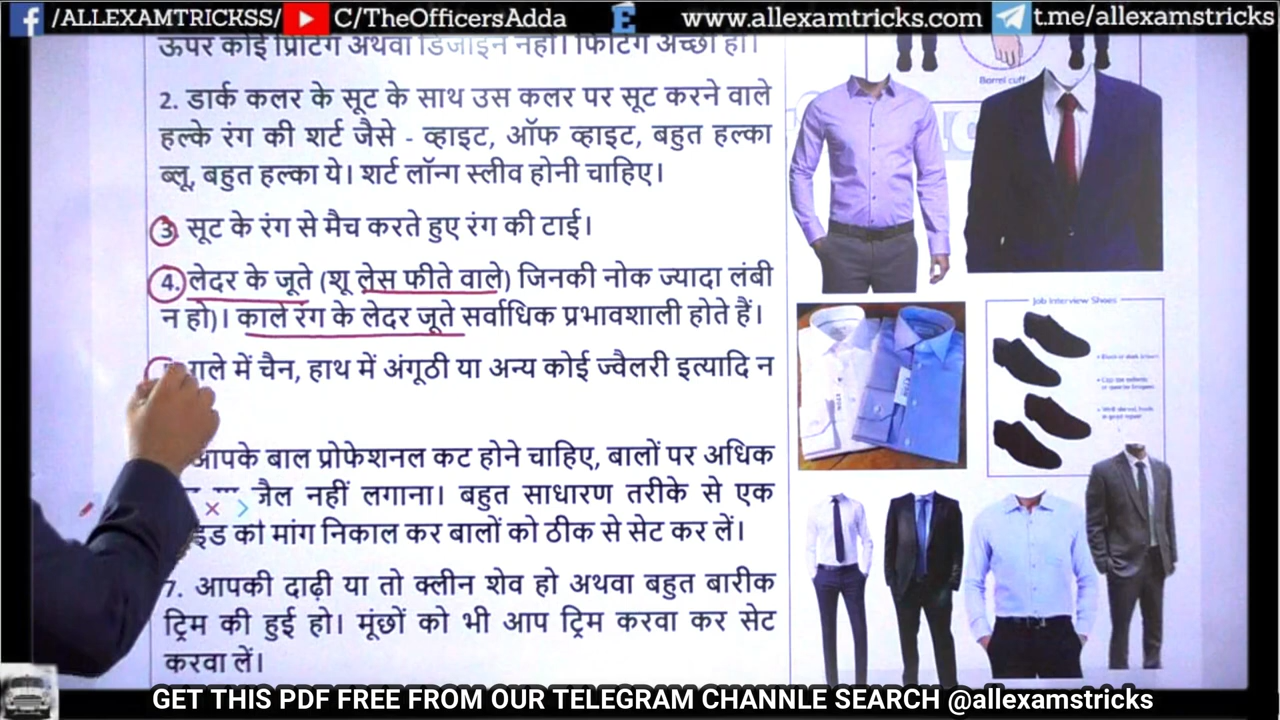 /ALLEXAMTRICKSS/ C/TheOfficersAdda www.allexamtricks.com t.me/allexamstricks
ऊपर कोई प्रिंटिंग अथवा डिजाइन नहीं। फिटिंग अच्छी हो।
2. डार्क कलर के सूट के साथ उस कलर पर सूट करने वाले
हल्के रंग की शर्ट जैसे - व्हाइट, ऑफ व्हाइट, बहुत हल्का
ब्लू, बहुत हल्का ये। शर्ट लॉन्ग स्लीव होनी चाहिए।
3. सूट के रंग से मैच करते हुए रंग की टाई।
4. लेदर के जूते (शू लेस फीते वाले) जिनकी नोक ज्यादा लंबी
न हो)। काले रंग के लेदर जूते सर्वाधिक प्रभावशाली होते हैं।
गले में चैन, हाथ में अंगूठी या अन्य कोई ज्वैलरी इत्यादि न
आपके बाल प्रोफेशनल कट होने चाहिए, बालों पर अधिक
जैल नहीं लगाना। बहुत साधारण तरीके से एक
की मांग निकाल कर बालों को ठीक से सेट कर लें।
7. आपकी दाढ़ी या तो क्लीन शेव हो अथवा बहुत बारीक
ट्रिम की हुई हो। मूंछों को भी आप ट्रिम करवा कर सेट
करवा लें।
Barrel cuff
Job Interview Shoes
GET THIS PDF FREE FROM OUR TELEGRAM CHANNLE SEARCH @allexamstricks